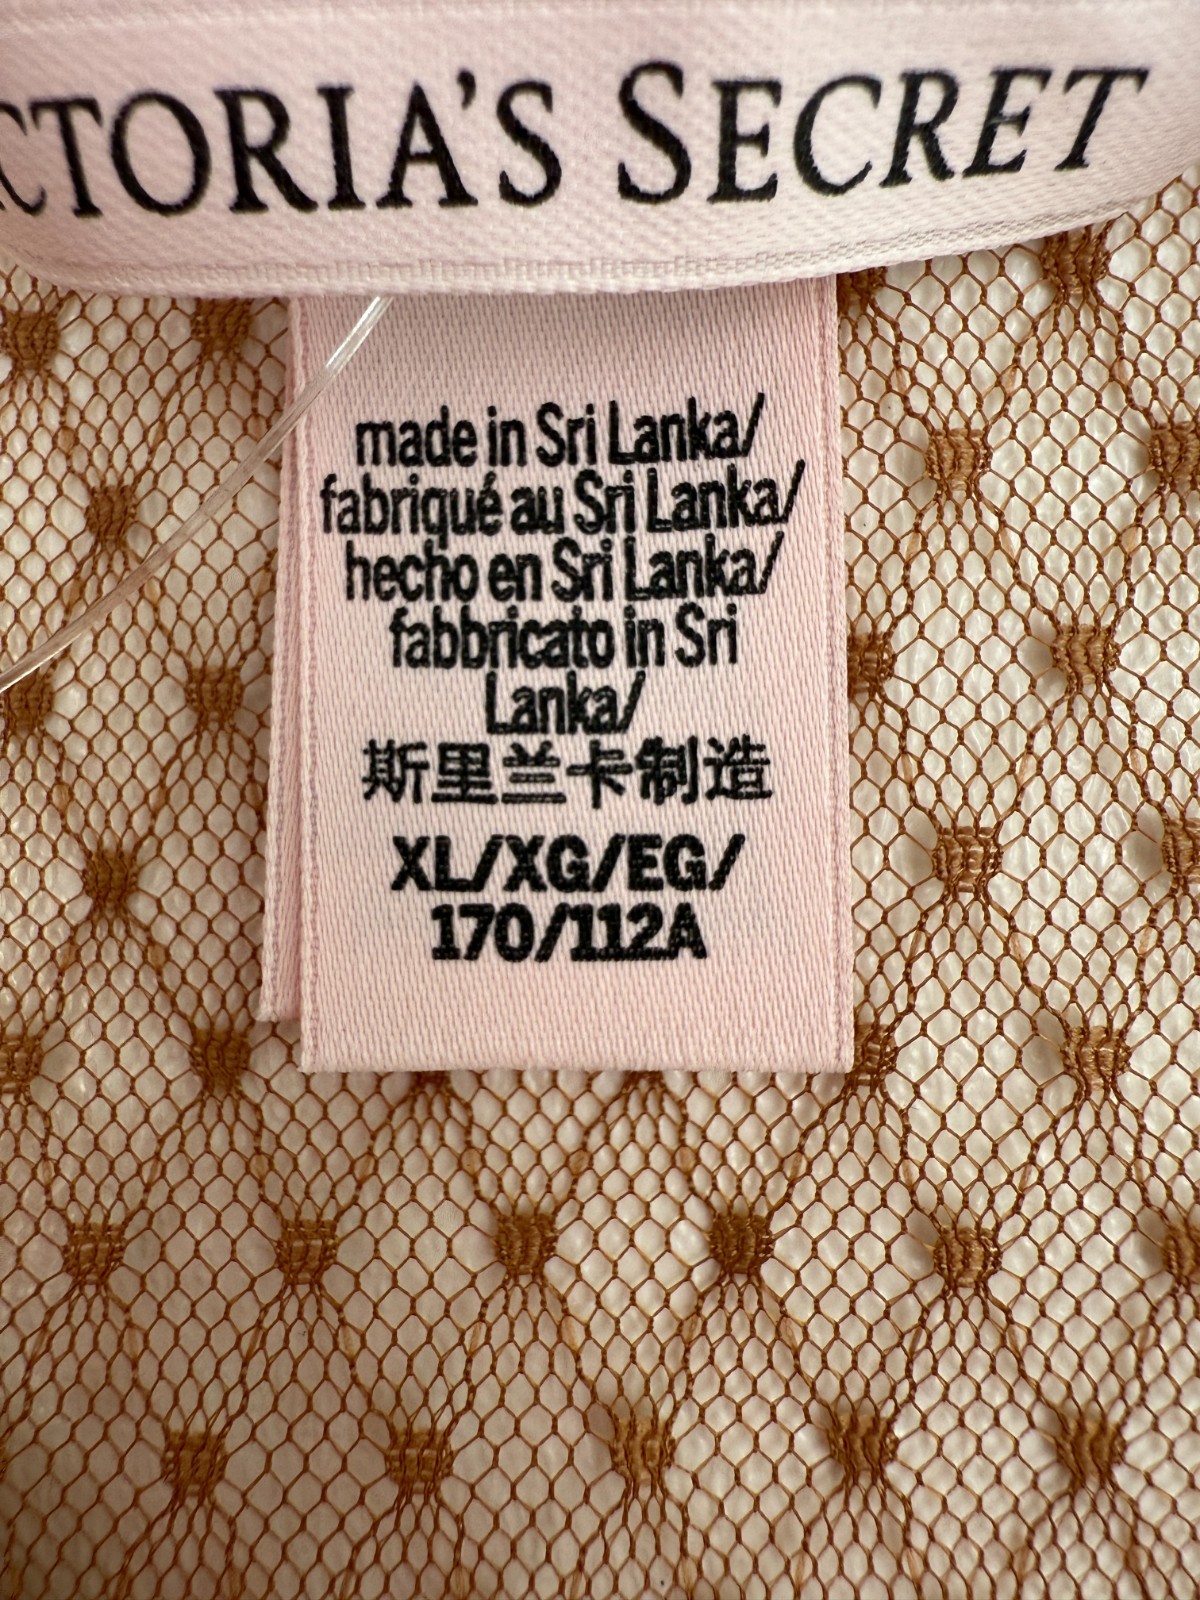 CTORIA'S SECRET
made in Sri Lanka/
fabriqué au Sri Lanka/
hecho en Sri Lanka/
fabbricato in Sri
Lanka/
斯里兰卡制造
XL/XG/EG/
170/112A